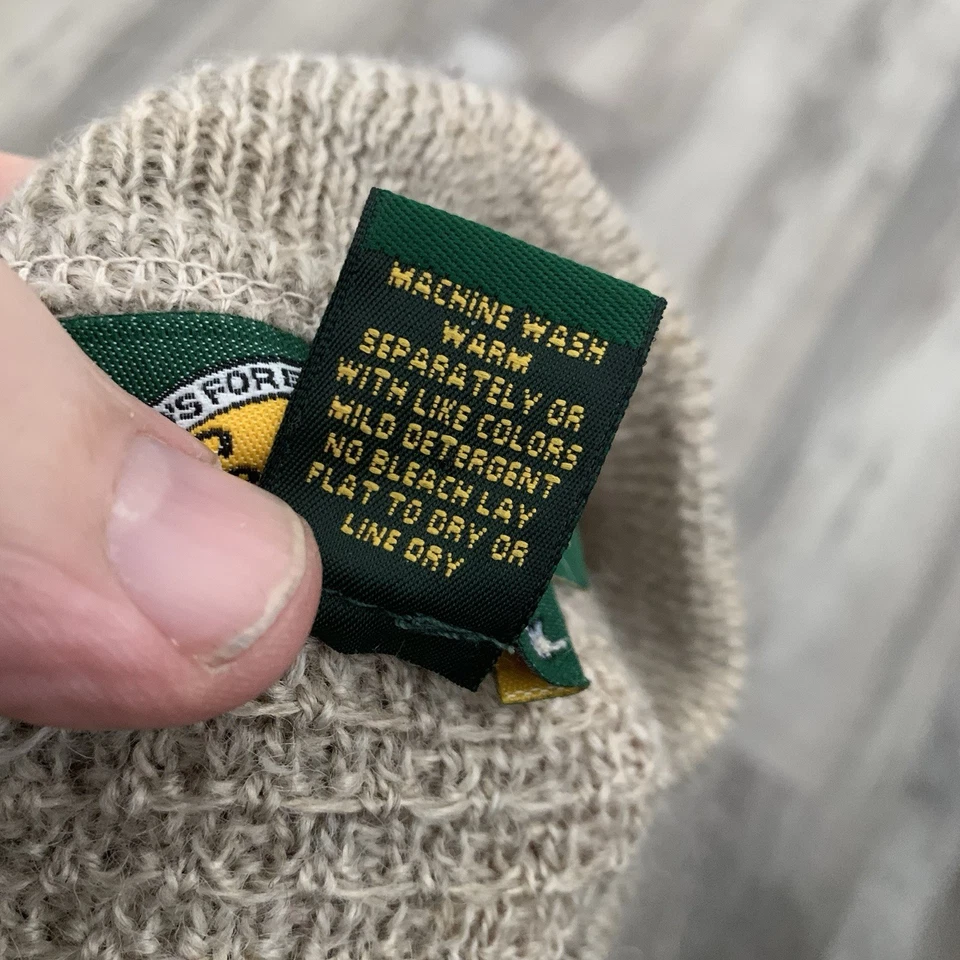 MACHINE WASH
WARM
SEPARATELY OR
WITH LIKE COLORS
MILD DETERGENT
NO BLEACH LAY
FLAT TO DRY OR
LINE DRY